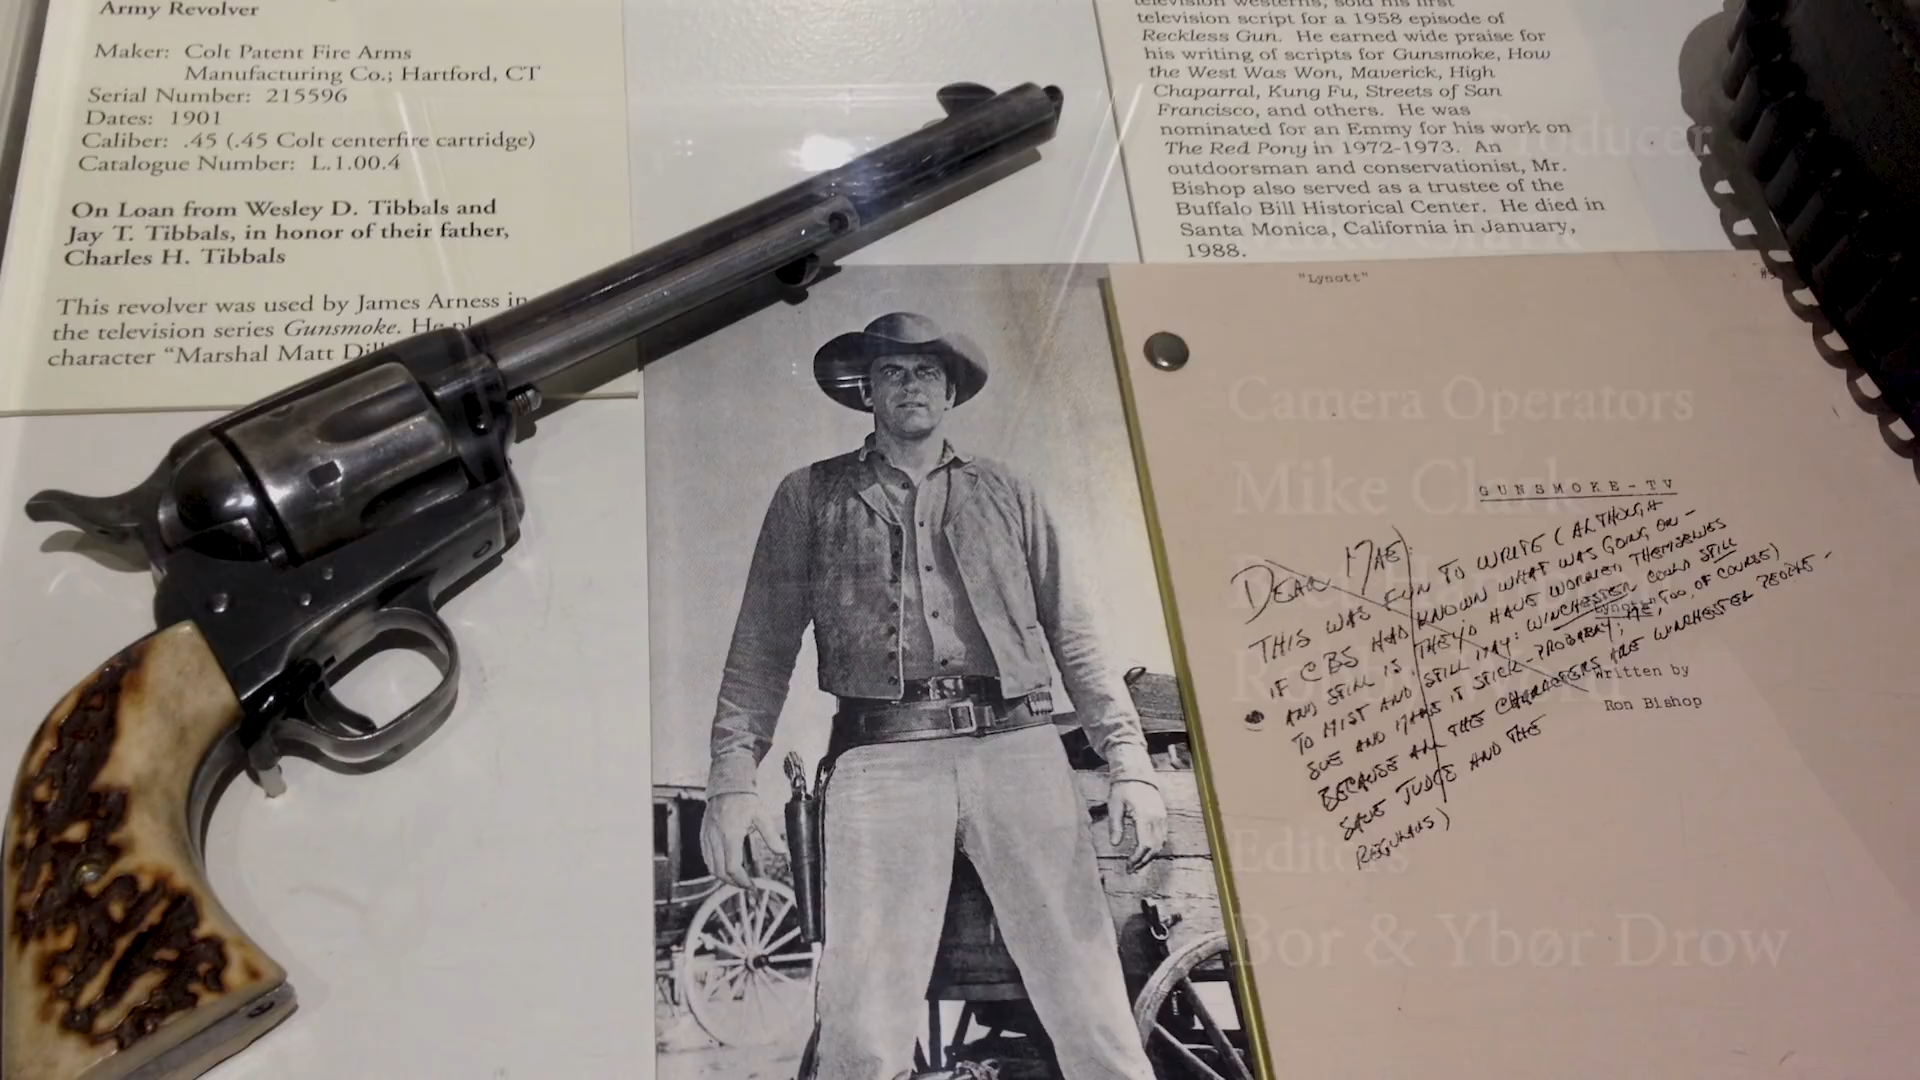 Army Revolver
Maker: Colt Patent Fire Arms
Manufacturing Co.; Hartford, CT
Serial Number: 215596
Dates: 1901
Caliber: .45 (.45 Colt centerfire cartridge)
Catalogue Number: L.1.00.4
On Loan from Wesley D. Tibbals and
Jay T. Tibbals, in honor of their father,
Charles H. Tibbals
This revolver was used by James Arness in
the television series Gunsmoke. He
character “Marshal Matt
television westerns, sold his first
television script for a 1958 episode of
Reckless Gun. He earned wide praise for
his writing of scripts for Gunsmoke, How
the West Was Won, Maverick, High
Chaparral, Kung Fu, Streets of San
Francisco, and others. He was
nominated for an Emmy for his work on
The Red Pony in 1972-1973. An
outdoorsman and conservationist, Mr.
Bishop also served as a trustee of the
Buffalo Bill Historical Center. He died in
Santa Monica, California in January,
1988.
Producer
"Lynott"
Camera Operators
Mike Clark
GUNSMOKE-TV
DEAR MAE:
THIS WAS FUN TO WRITE (ALTHOUGH
IF CBS HAD KNOWN WHAT WAS GOING ON -
AND STILL IS, THEY'D HAVE WORRIED THEMSELVES
TO MIST AND STILL MAY: WINCHESTER COULD STILL
SUE AND MAKE IT STICK - PROBABLY; ME, TOO, OF COURSE)
BECAUSE ALL THE CHARACTERS ARE WINCHESTER PEOPLE -
SAVE JUDGE AND THE
REGULARS)
"Lynott"
Written by
Ron Bishop
Editors
Bor & Ybør Drow